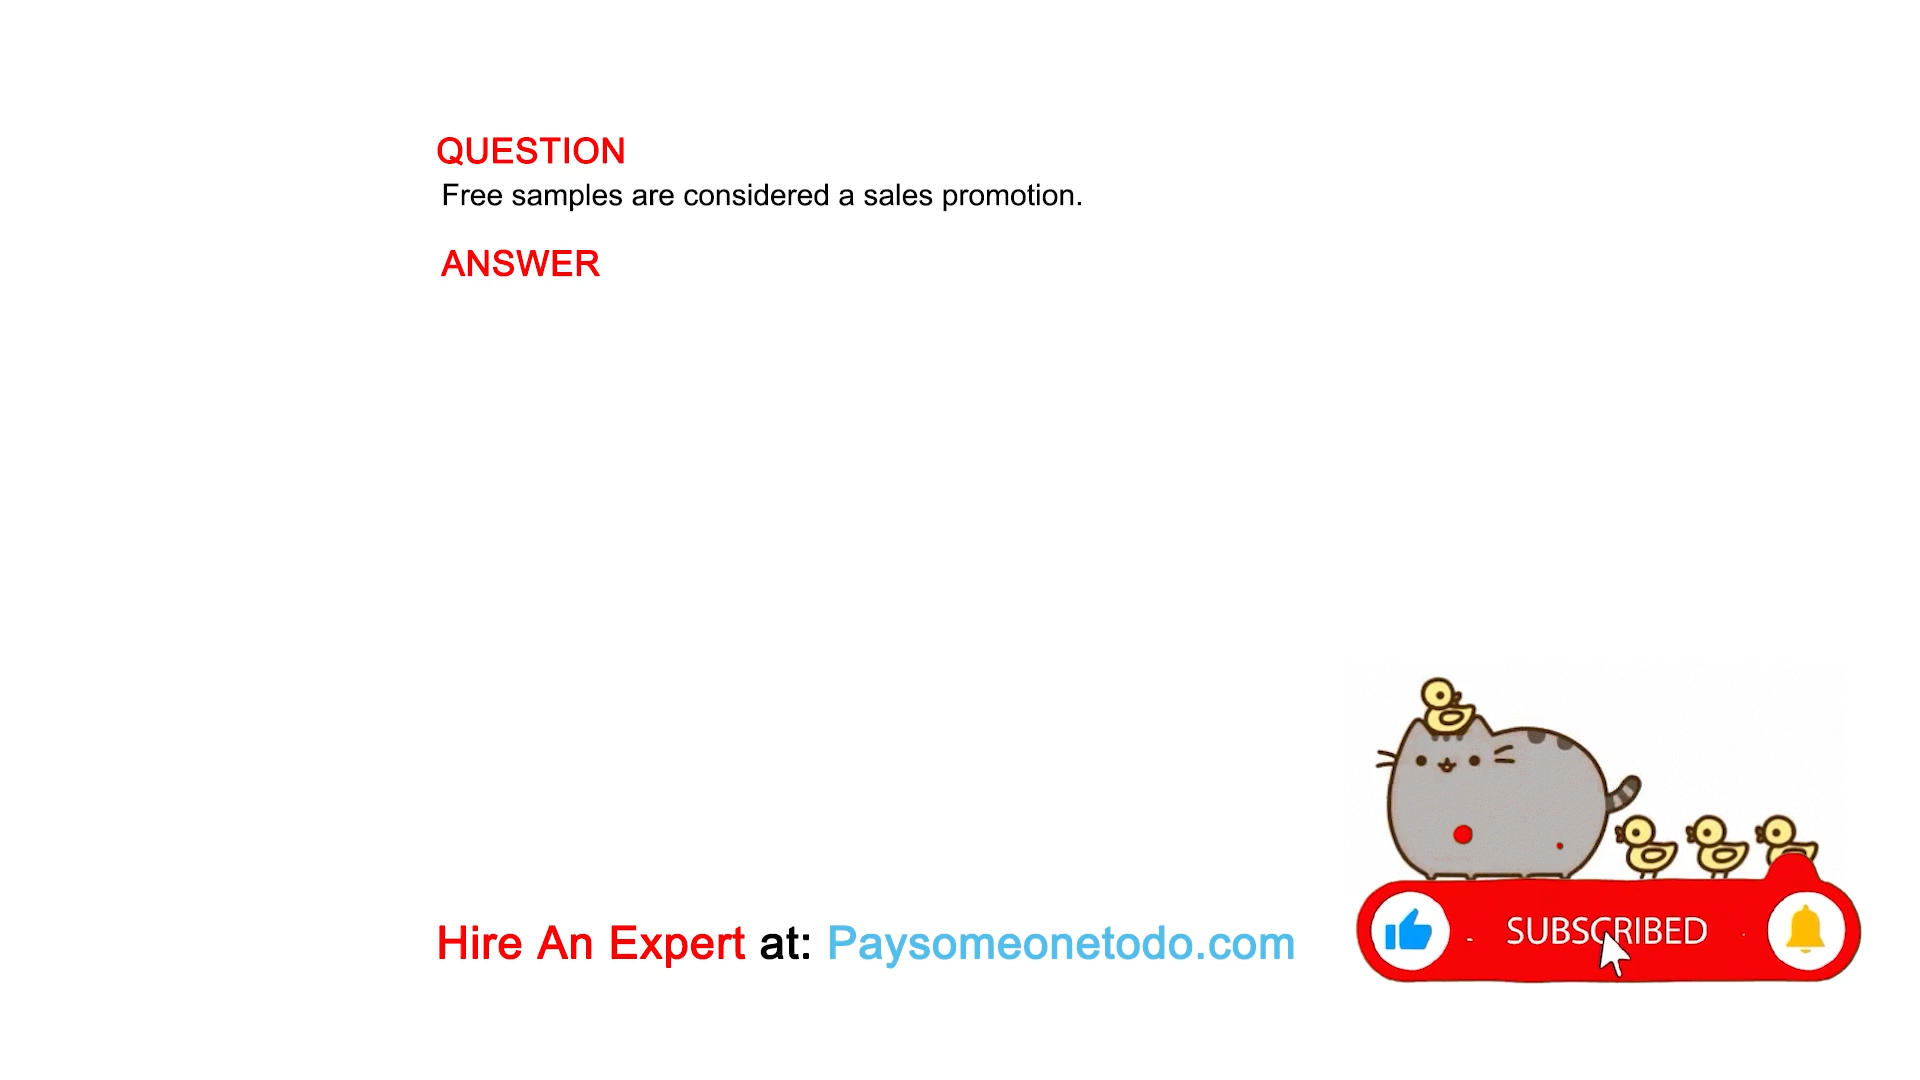 QUESTION
Free samples are considered a sales promotion.
ANSWER
Hire An Expert at: Paysomeonetodo.com
SUBSCRIBED